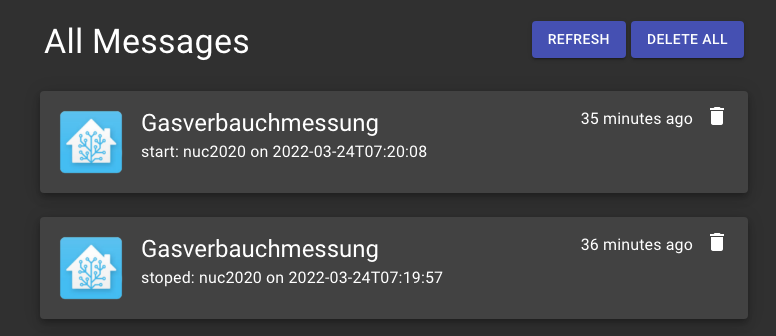 All Messages
REFRESH
DELETE ALL
Gasverbauchmessung
35 minutes ago
start: nuc2020 on 2022-03-24T07:20:08
Gasverbauchmessung
36 minutes ago
stoped: nuc2020 on 2022-03-24T07:19:57